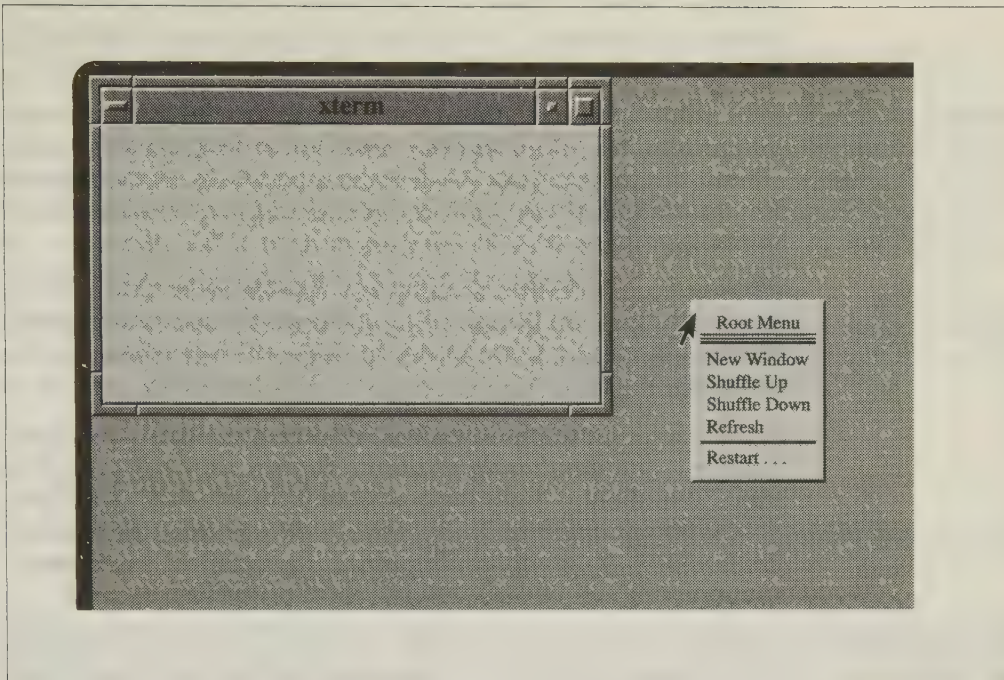 xterm
Root Menu
New Window
Shuffle Up
Shuffle Down
Refresh
Restart . . .